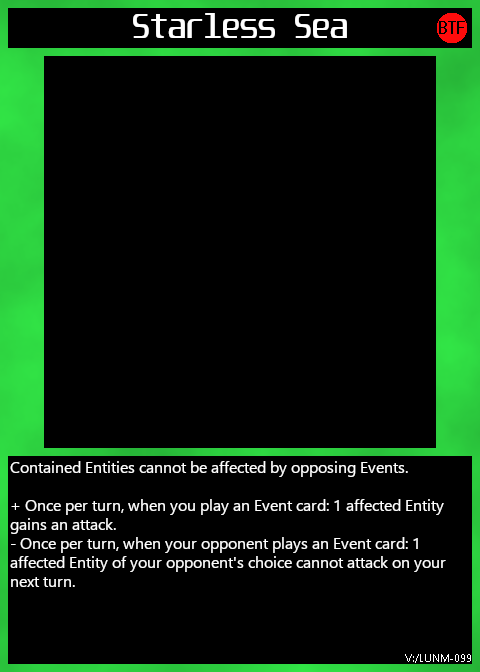 Starless Sea
BTF
Contained Entities cannot be affected by opposing Events.
+ Once per turn, when you play an Event card: 1 affected Entity
gains an attack.
- Once per turn, when your opponent plays an Event card: 1
affected Entity of your opponent's choice cannot attack on your
next turn.
V:/LUNM-099